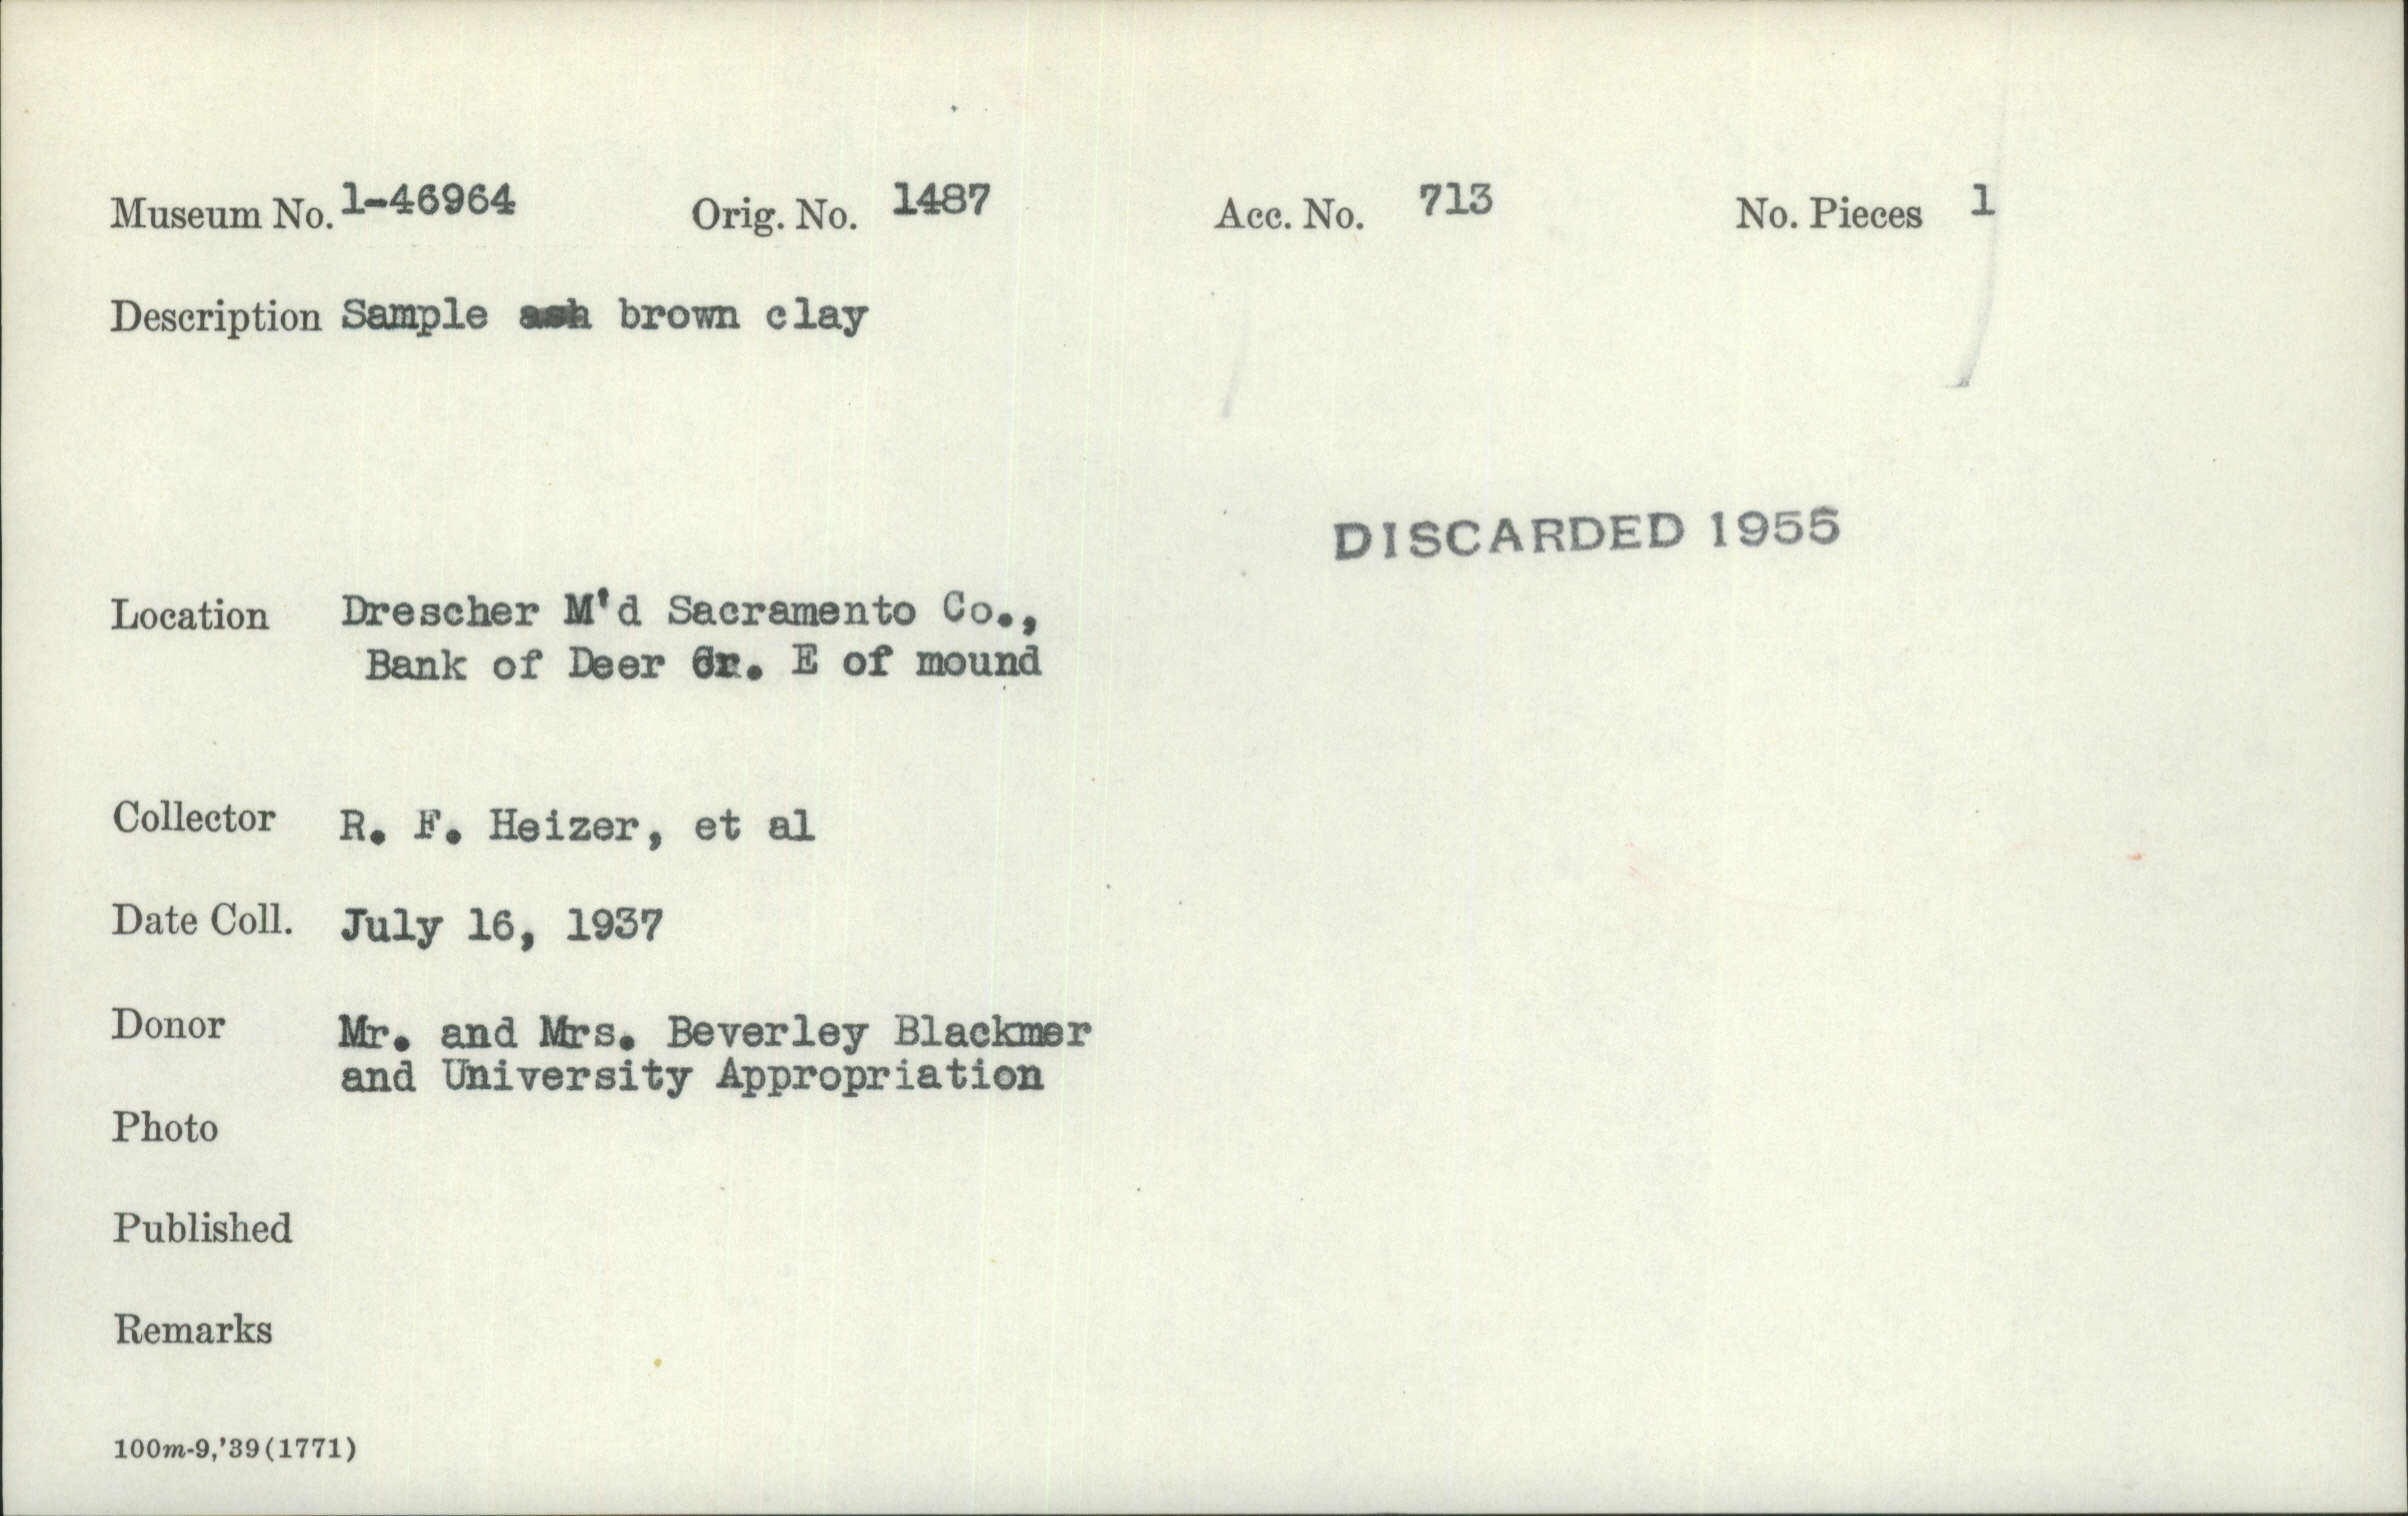 Museum No. 1-46964 Orig. No. 1487 Acc. No. 713 No. Pieces 1
Description Sample ash brown clay
DISCARDED 1955
Location Drescher M'd Sacramento Co.,
Bank of Deer Cr. E of mound
Collector R. F. Heizer, et al
Date Coll. July 16, 1937
Donor Mr. and Mrs. Beverley Blackmer
and University Appropriation
Photo
Published
Remarks
100m-9,'39(1771)